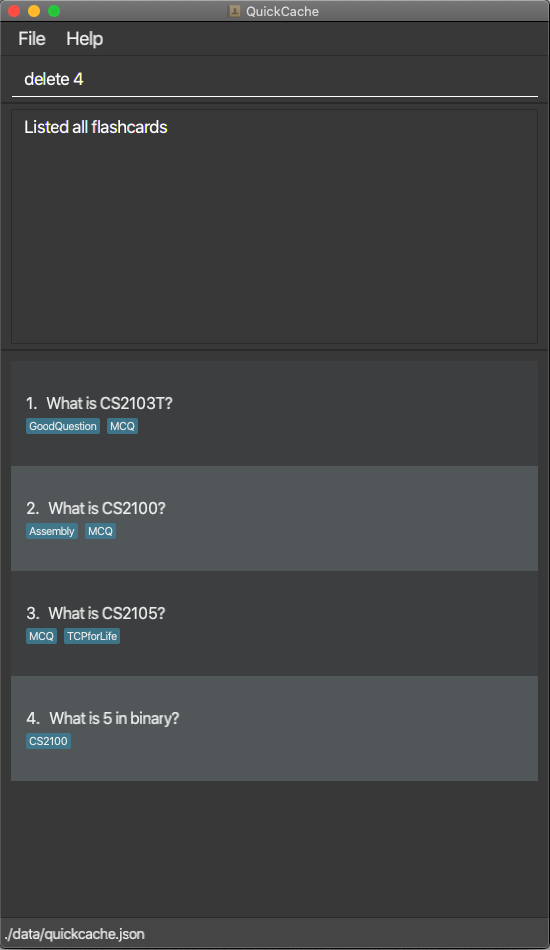 QuickCache
File Help
delete 4
Listed all flashcards
1. What is CS2103T?
GoodQuestion MCQ
2. What is CS2100?
Assembly MCQ
3. What is CS2105?
MCQ TCPforLife
4. What is 5 in binary?
CS2100
./data/quickcache.json